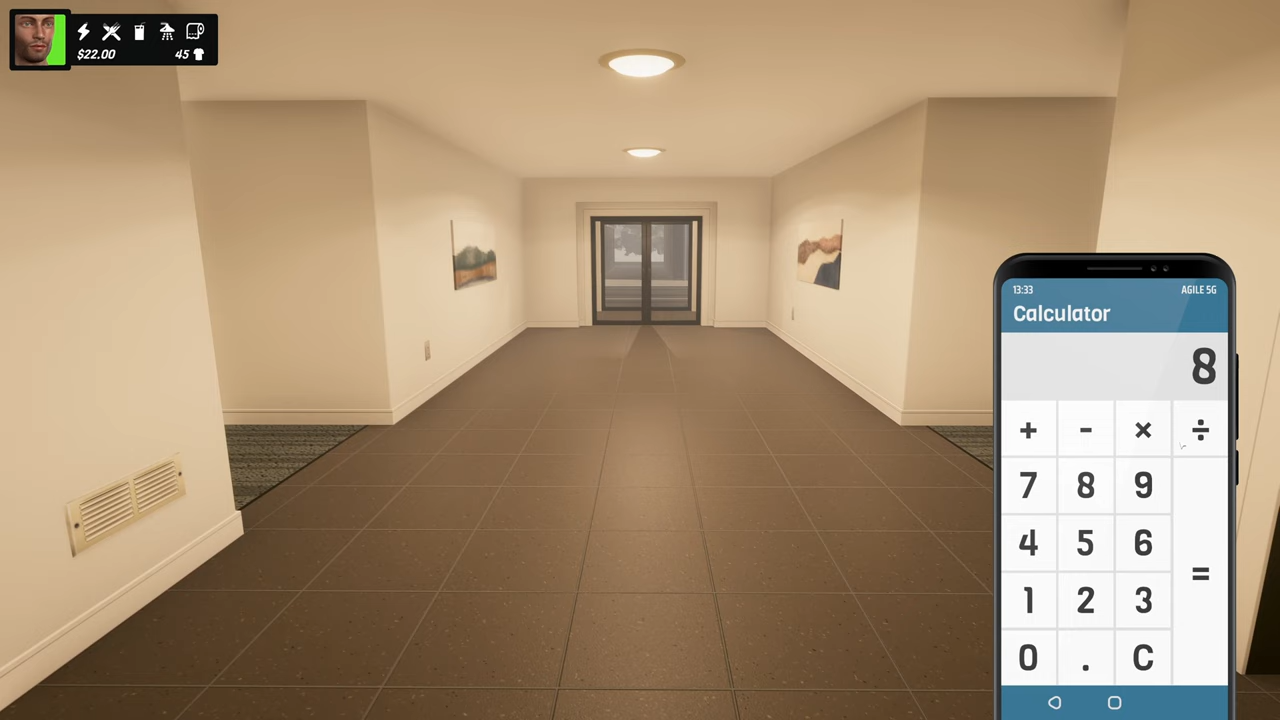 $22.00 45
13:33 AGILE 5G
Calculator
8
+ - × ÷
7 8 9
4 5 6
=
1 2 3
0 . C